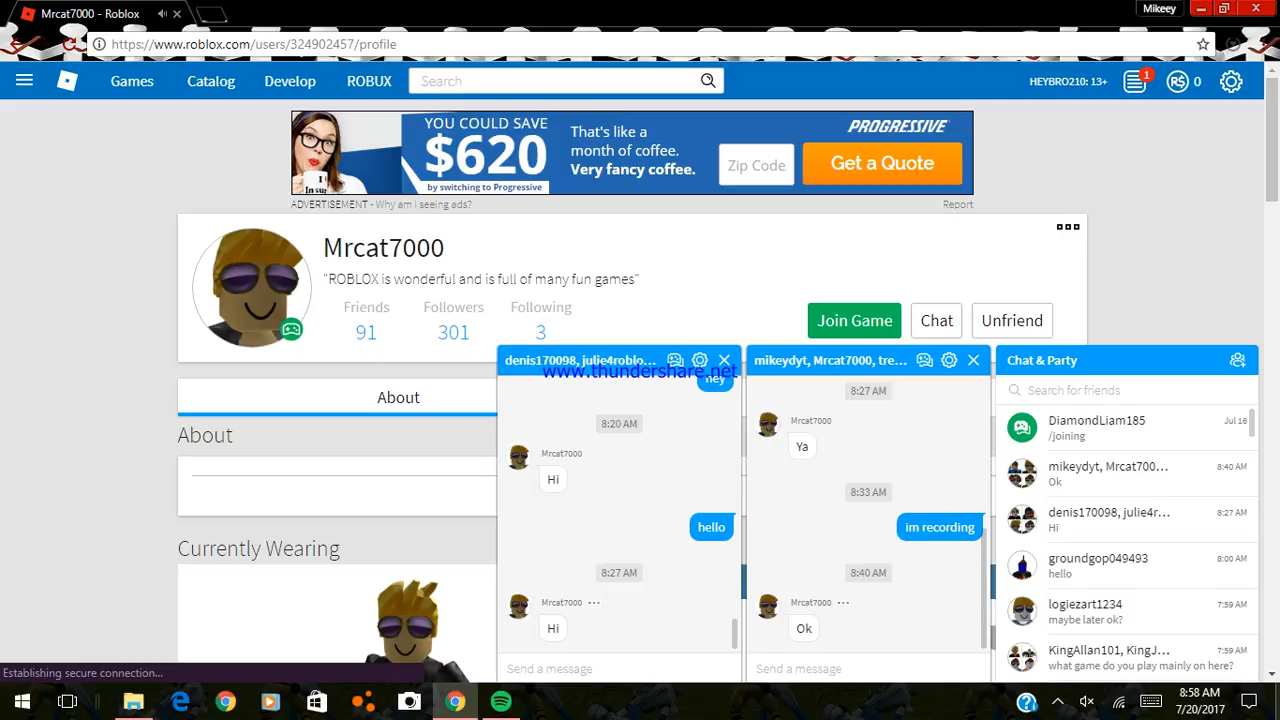 Mrcat7000 - Roblox
Mikeey
https://www.roblox.com/users/324902457/profile
Games
Catalog
Develop
ROBUX
Search
HEYBRO210: 13+
1
R$ 0
YOU COULD SAVE
$620
by switching to Progressive
That's like a
month of coffee.
Very fancy coffee.
PROGRESSIVE
Zip Code
Get a Quote
ADVERTISEMENT - Why am I seeing ads?
Report
Mrcat7000
"ROBLOX is wonderful and is full of many fun games"
Friends
91
Followers
301
Following
3
Join Game
Chat
Unfriend
About
About
Currently Wearing
denis170098, julie4roblo...
www.thundershare.net
hey
8:20 AM
Mrcat7000
Hi
hello
8:27 AM
Mrcat7000 ...
Hi
Send a message
mikeydyt, Mrcat7000, tre...
8:27 AM
Mrcat7000
Ya
8:33 AM
im recording
8:40 AM
Mrcat7000 ...
Ok
Send a message
Chat & Party
Search for friends
DiamondLiam185
Jul 16
/joining
mikeydyt, Mrcat700...
8:40 AM
Ok
denis170098, julie4r...
8:27 AM
Hi
groundgop049493
8:00 AM
hello
logiezart1234
7:59 AM
maybe later ok?
KingAllan101, KingJ...
7:59 AM
what game do you play mainly on here?
Establishing secure connection...
8:58 AM
7/20/2017